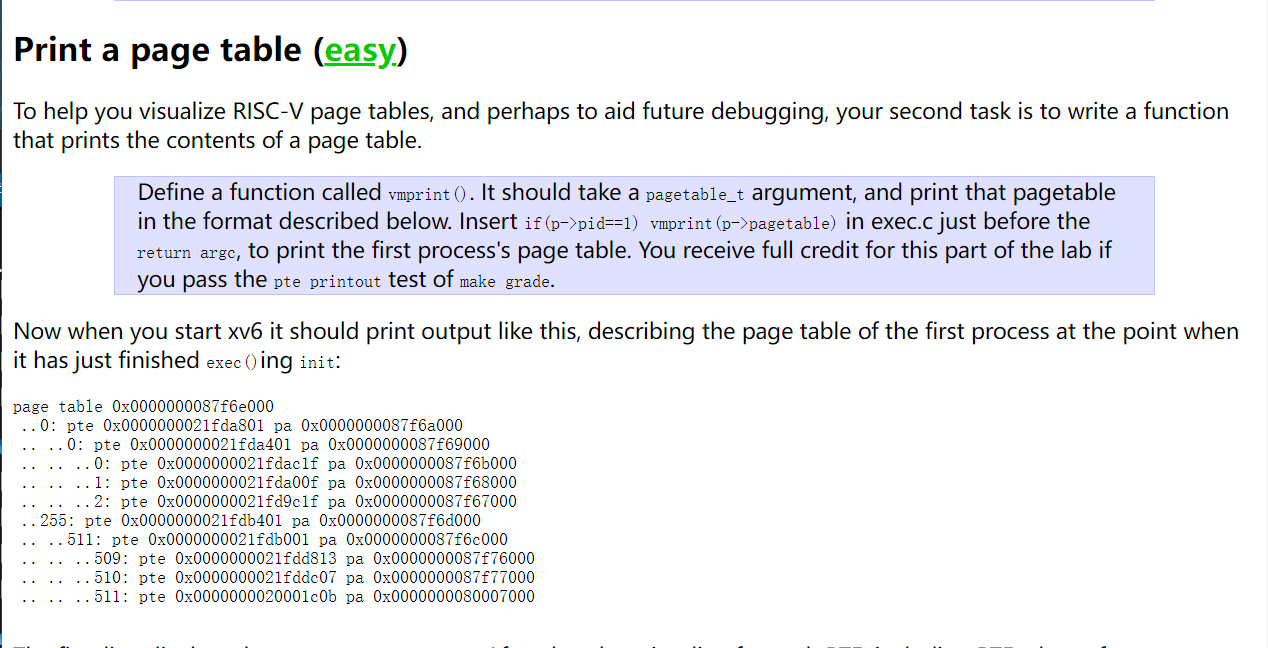 Print a page table (easy)
To help you visualize RISC-V page tables, and perhaps to aid future debugging, your second task is to write a function
that prints the contents of a page table.
Define a function called vmprint(). It should take a pagetable_t argument, and print that pagetable
in the format described below. Insert if(p->pid==1) vmprint(p->pagetable) in exec.c just before the
return argc, to print the first process's page table. You receive full credit for this part of the lab if
you pass the pte printout test of make grade.
Now when you start xv6 it should print output like this, describing the page table of the first process at the point when
it has just finished exec()ing init:
page table 0x0000000087f6e000
 ..0: pte 0x0000000021fda801 pa 0x0000000087f6a000
 .. ..0: pte 0x0000000021fda401 pa 0x0000000087f69000
 .. .. ..0: pte 0x0000000021fdac1f pa 0x0000000087f6b000
 .. .. ..1: pte 0x0000000021fda00f pa 0x0000000087f68000
 .. .. ..2: pte 0x0000000021fd9c1f pa 0x0000000087f67000
 ..255: pte 0x0000000021fdb401 pa 0x0000000087f6d000
 .. ..511: pte 0x0000000021fdb001 pa 0x0000000087f6c000
 .. .. ..509: pte 0x0000000021fdd813 pa 0x0000000087f76000
 .. .. ..510: pte 0x0000000021fddc07 pa 0x0000000087f77000
 .. .. ..511: pte 0x0000000020001c0b pa 0x0000000080007000